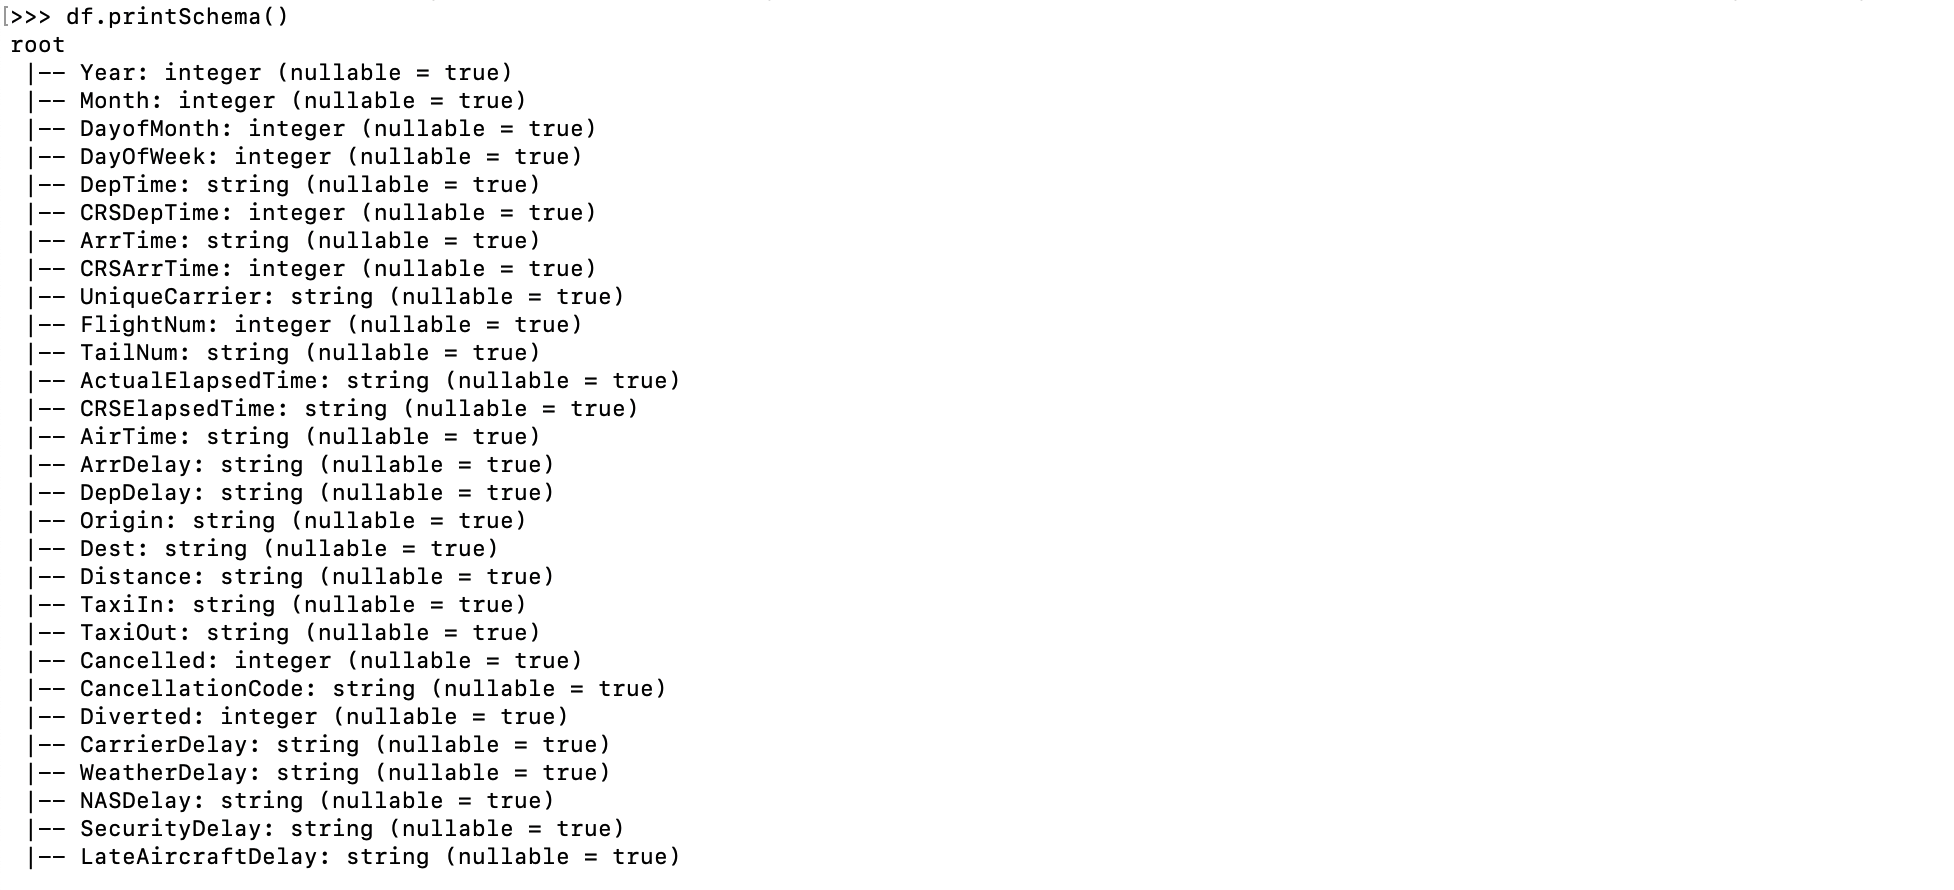 [>>> df.printSchema()
root
 |-- Year: integer (nullable = true)
 |-- Month: integer (nullable = true)
 |-- DayofMonth: integer (nullable = true)
 |-- DayOfWeek: integer (nullable = true)
 |-- DepTime: string (nullable = true)
 |-- CRSDepTime: integer (nullable = true)
 |-- ArrTime: string (nullable = true)
 |-- CRSArrTime: integer (nullable = true)
 |-- UniqueCarrier: string (nullable = true)
 |-- FlightNum: integer (nullable = true)
 |-- TailNum: string (nullable = true)
 |-- ActualElapsedTime: string (nullable = true)
 |-- CRSElapsedTime: string (nullable = true)
 |-- AirTime: string (nullable = true)
 |-- ArrDelay: string (nullable = true)
 |-- DepDelay: string (nullable = true)
 |-- Origin: string (nullable = true)
 |-- Dest: string (nullable = true)
 |-- Distance: string (nullable = true)
 |-- TaxiIn: string (nullable = true)
 |-- TaxiOut: string (nullable = true)
 |-- Cancelled: integer (nullable = true)
 |-- CancellationCode: string (nullable = true)
 |-- Diverted: integer (nullable = true)
 |-- CarrierDelay: string (nullable = true)
 |-- WeatherDelay: string (nullable = true)
 |-- NASDelay: string (nullable = true)
 |-- SecurityDelay: string (nullable = true)
 |-- LateAircraftDelay: string (nullable = true)